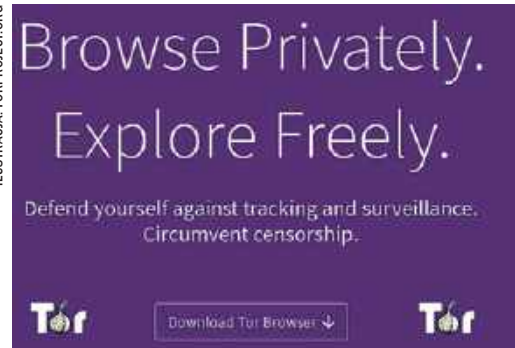 Browse Privately.
Explore Freely.
Defend yourself against tracking and surveillance.
Circumvent censorship.
Tor
Download Tor Browser ↓
Tor